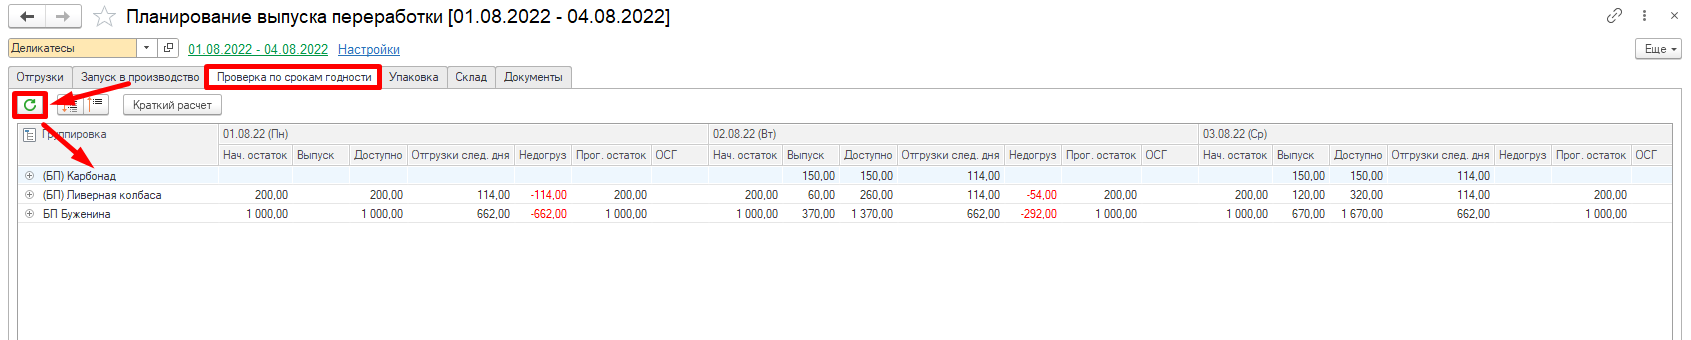 Планирование выпуска переработки [01.08.2022 - 04.08.2022]
Деликатесы 01.08.2022 - 04.08.2022 Настройки Еще
Отгрузки Запуск в производство Проверка по срокам годности Упаковка Склад Документы
Краткий расчет
Группировка 01.08.22 (Пн) 02.08.22 (Вт) 03.08.22 (Ср)
Нач. остаток Выпуск Доступно Отгрузки след. дня Недогруз Прог. остаток ОСГ Нач. остаток Выпуск Доступно Отгрузки след. дня Недогруз Прог. остаток ОСГ Нач. остаток Выпуск Доступно Отгрузки след. дня Недогруз Прог. остаток ОСГ
(БП) Карбонад 150,00 150,00 114,00 150,00 150,00 114,00
(БП) Ливерная колбаса 200,00 200,00 114,00 -114,00 200,00 200,00 60,00 260,00 114,00 -54,00 200,00 200,00 120,00 320,00 114,00 200,00
БП Буженина 1 000,00 1 000,00 662,00 -662,00 1 000,00 1 000,00 370,00 1 370,00 662,00 -292,00 1 000,00 1 000,00 670,00 1 670,00 662,00 1 000,00